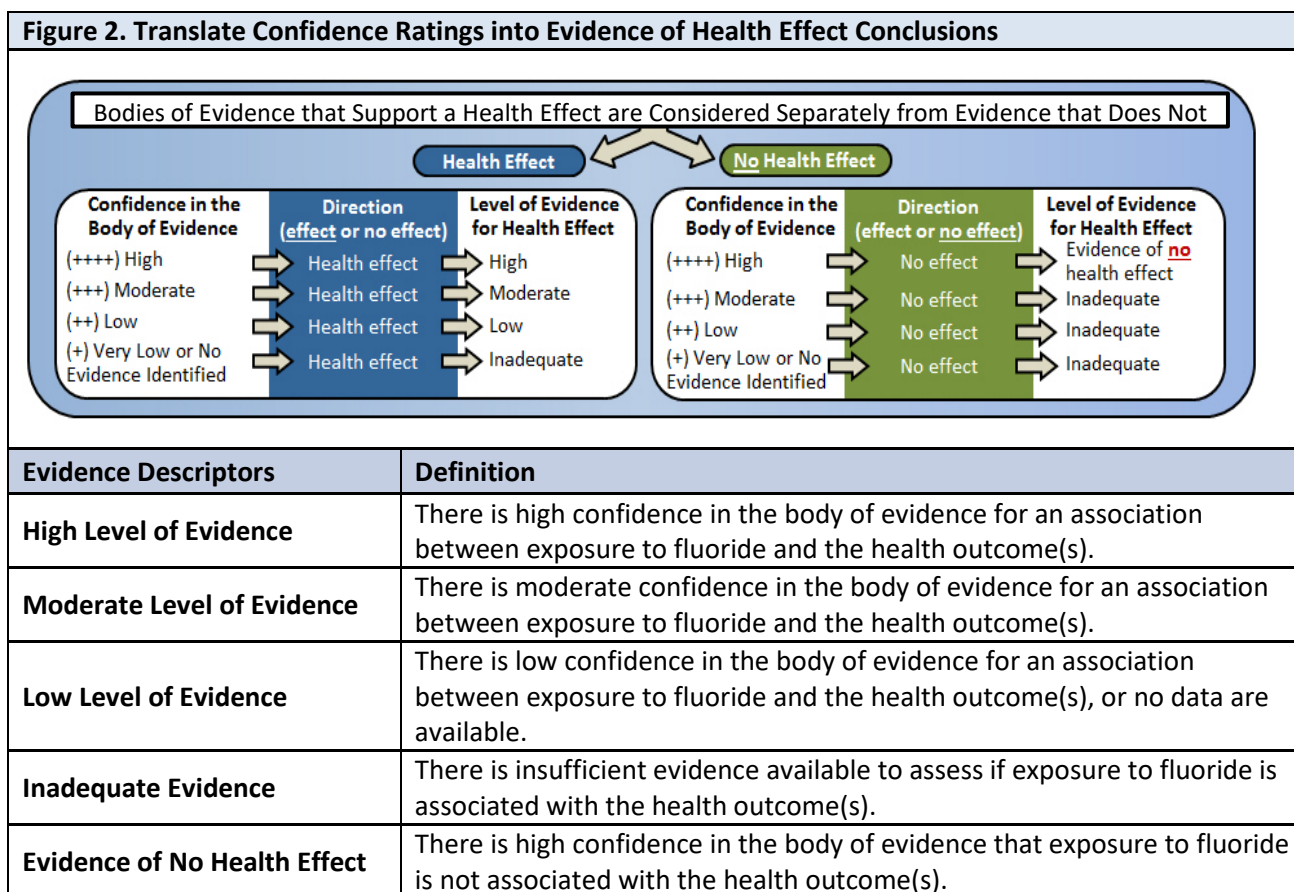 Figure 2. Translate Confidence Ratings into Evidence of Health Effect Conclusions
Bodies of Evidence that Support a Health Effect are Considered Separately from Evidence that Does Not
Health Effect
No Health Effect
Confidence in the
Body of Evidence
Direction
(effect or no effect)
Level of Evidence
for Health Effect
(++++) High
Health effect
High
(+++) Moderate
Health effect
Moderate
(++) Low
Health effect
Low
(+) Very Low or No
Evidence Identified
Health effect
Inadequate
Confidence in the
Body of Evidence
Direction
(effect or no effect)
Level of Evidence
for Health Effect
(++++) High
No effect
Evidence of no
health effect
(+++) Moderate
No effect
Inadequate
(++) Low
No effect
Inadequate
(+) Very Low or No
Evidence Identified
No effect
Inadequate
Evidence Descriptors
Definition
High Level of Evidence
There is high confidence in the body of evidence for an association
between exposure to fluoride and the health outcome(s).
Moderate Level of Evidence
There is moderate confidence in the body of evidence for an association
between exposure to fluoride and the health outcome(s).
Low Level of Evidence
There is low confidence in the body of evidence for an association
between exposure to fluoride and the health outcome(s), or no data are
available.
Inadequate Evidence
There is insufficient evidence available to assess if exposure to fluoride is
associated with the health outcome(s).
Evidence of No Health Effect
There is high confidence in the body of evidence that exposure to fluoride
is not associated with the health outcome(s).